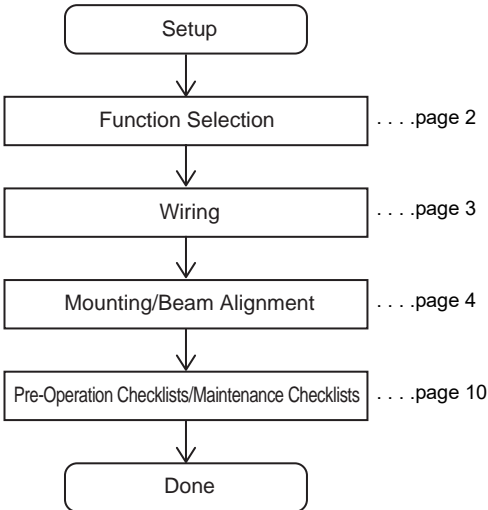 Setup
Function Selection . . . .page 2
Wiring . . . .page 3
Mounting/Beam Alignment . . . .page 4
Pre-Operation Checklists/Maintenance Checklists . . . .page 10
Done